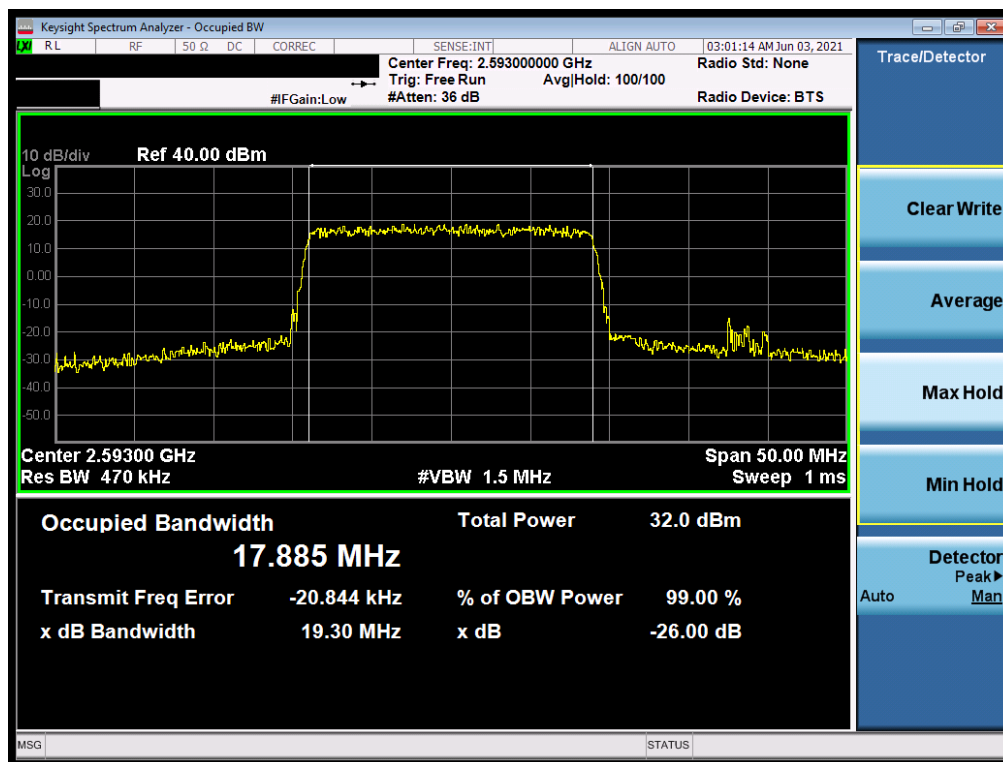 Keysight Spectrum Analyzer - Occupied BW
LXI RL RF 50 Ω DC CORREC SENSE:INT ALIGN AUTO 03:01:14 AM Jun 03, 2021
Center Freq: 2.593000000 GHz Radio Std: None
Trig: Free Run Avg|Hold: 100/100
#IFGain:Low #Atten: 36 dB Radio Device: BTS
10 dB/div Ref 40.00 dBm
Log
30.0
20.0
10.0
0.00
-10.0
-20.0
-30.0
-40.0
-50.0
Center 2.59300 GHz Span 50.00 MHz
Res BW 470 kHz #VBW 1.5 MHz Sweep 1 ms
Occupied Bandwidth Total Power 32.0 dBm
17.885 MHz
Transmit Freq Error -20.844 kHz % of OBW Power 99.00 %
x dB Bandwidth 19.30 MHz x dB -26.00 dB
MSG STATUS
Trace/Detector
Clear Write
Average
Max Hold
Min Hold
Detector
Peak▶
Auto Man